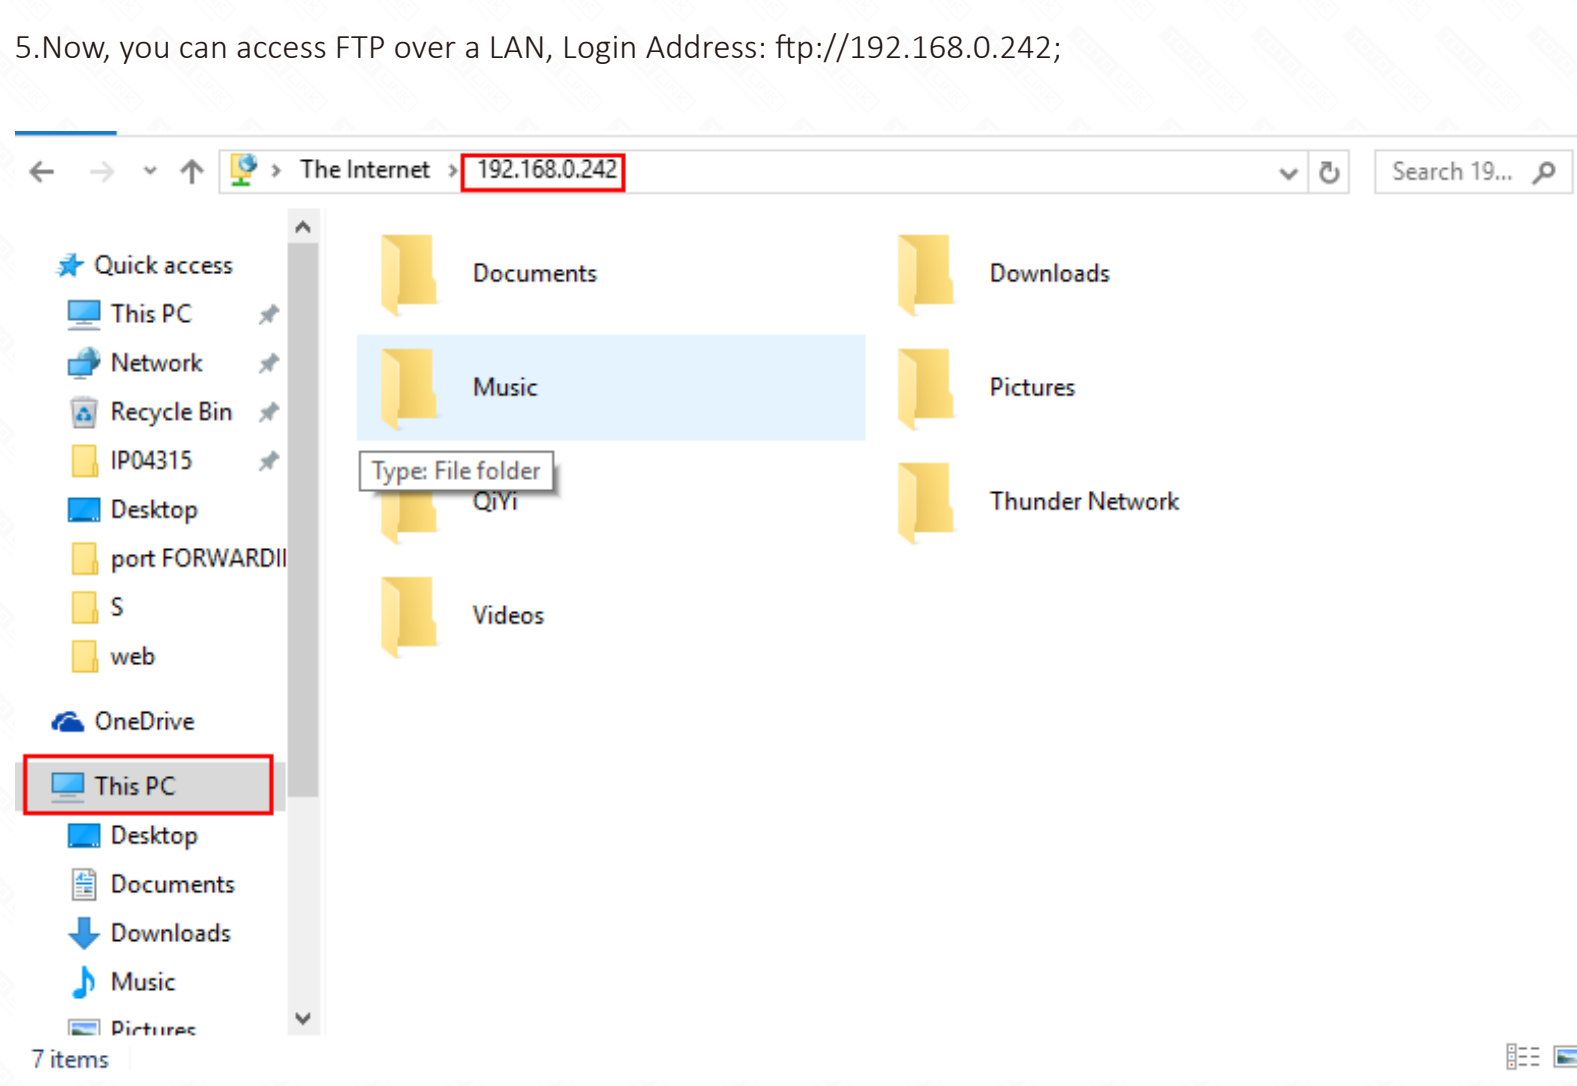 5.Now, you can access FTP over a LAN, Login Address: ftp://192.168.0.242;
The Internet
192.168.0.242
Search 19...
Quick access
This PC
Network
Recycle Bin
IP04315
Desktop
port FORWARDII
S
web
OneDrive
This PC
Desktop
Documents
Downloads
Music
Pictures
Documents
Downloads
Music
Pictures
Type: File folder
QiYi
Thunder Network
Videos
7 items